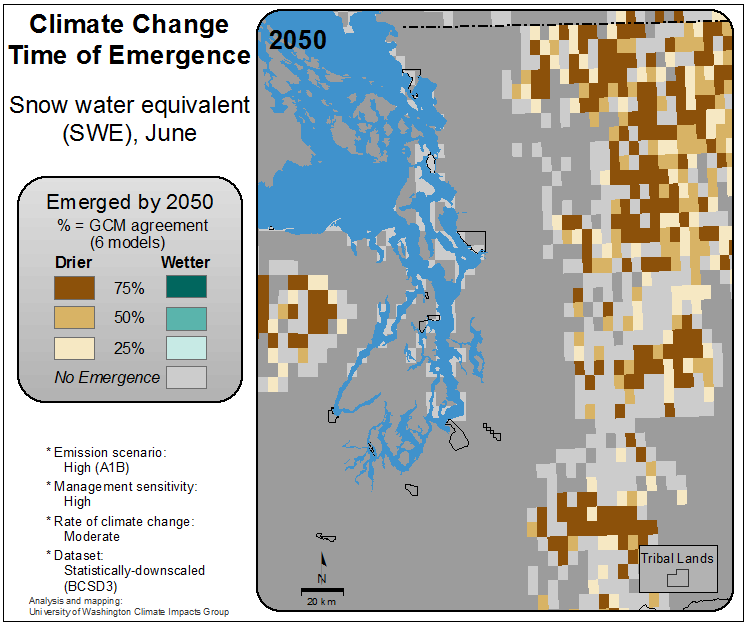 Climate Change
Time of Emergence
Snow water equivalent
(SWE), June
Emerged by 2050
% = GCM agreement
(6 models)
Drier Wetter
75%
50%
25%
No Emergence
* Emission scenario:
High (A1B)
* Management sensitivity:
High
* Rate of climate change:
Moderate
* Dataset:
Statistically-downscaled
(BCSD3)
Analysis and mapping:
University of Washington Climate Impacts Group
2050
N
20 km
Tribal Lands